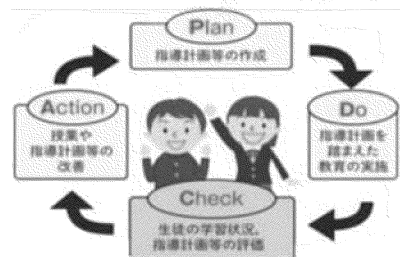 Plan
指導計画等の作成
Do
指導計画を
踏まえた
教育の実施
Check
生徒の学習状況,
指導計画等の評価
Action
授業や
指導計画等の
改善